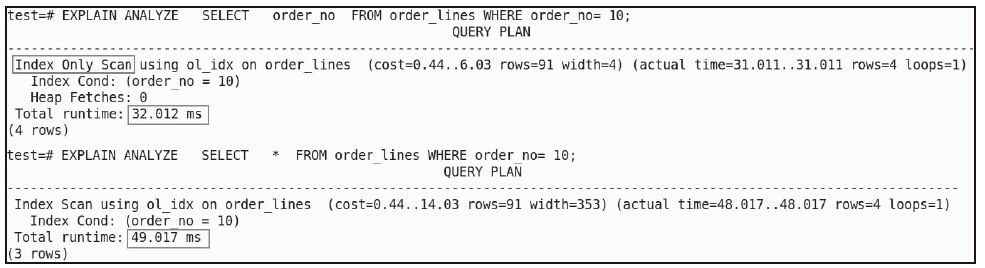 test=# EXPLAIN ANALYZE   SELECT   order_no  FROM order_lines WHERE order_no= 10;
QUERY PLAN
Index Only Scan using ol_idx on order_lines  (cost=0.44..6.03 rows=91 width=4) (actual time=31.011..31.011 rows=4 loops=1)
Index Cond: (order_no = 10)
Heap Fetches: 0
Total runtime: 32.012 ms
(4 rows)
test=# EXPLAIN ANALYZE   SELECT   *  FROM order_lines WHERE order_no= 10;
QUERY PLAN
Index Scan using ol_idx on order_lines  (cost=0.44..14.03 rows=91 width=353) (actual time=48.017..48.017 rows=4 loops=1)
Index Cond: (order_no = 10)
Total runtime: 49.017 ms
(3 rows)